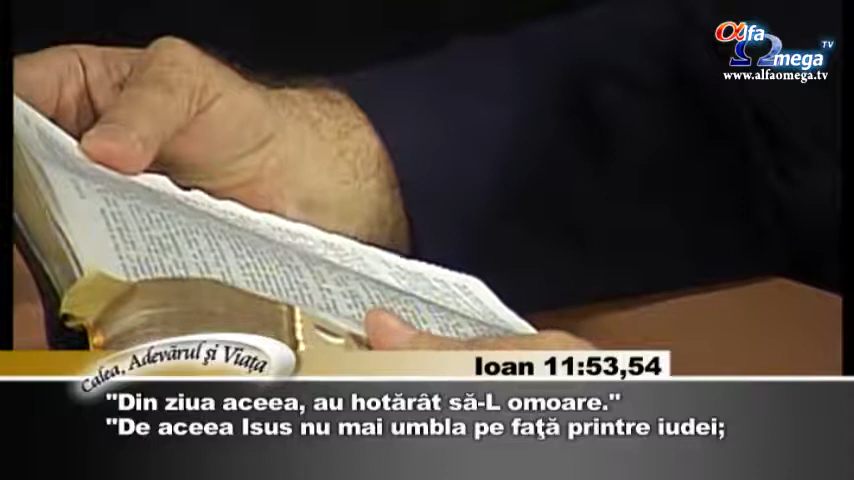 alfa
Ωmega TV
www.alfaomega.tv
Calea, Adevărul şi Viaţa
Ioan 11:53,54
"Din ziua aceea, au hotărât să-L omoare."
"De aceea Isus nu mai umbla pe faţă printre iudei;